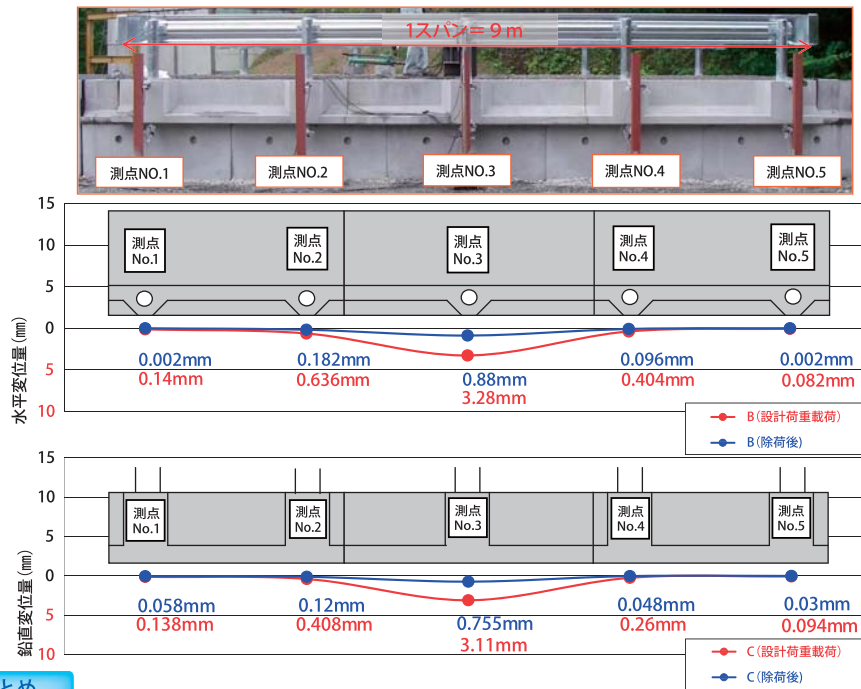 1スパン＝９ｍ
測点NO.1
測点NO.2
測点NO.3
測点NO.4
測点NO.5
15
10
5
0
5
10
水平変位量(mm)
測点
No.1
測点
No.2
測点
No.3
測点
No.4
測点
No.5
0.002mm
0.14mm
0.182mm
0.636mm
0.88mm
3.28mm
0.096mm
0.404mm
0.002mm
0.082mm
B（設計荷重載荷）
B（除荷後）
15
10
5
0
5
10
鉛直変位量(mm)
測点
No.1
測点
No.2
測点
No.3
測点
No.4
測点
No.5
0.058mm
0.138mm
0.12mm
0.408mm
0.755mm
3.11mm
0.048mm
0.26mm
0.03mm
0.094mm
C（設計荷重載荷）
C（除荷後）
とめ